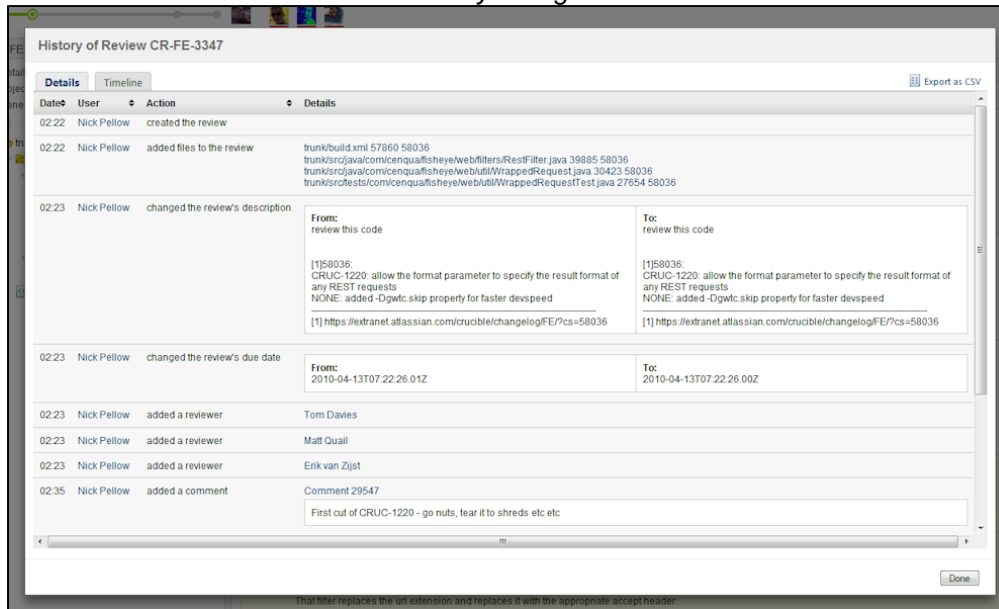 History of Review CR-FE-3347
Details Timeline Export as CSV
Date User Action Details
02:22 Nick Pellow created the review
02:22 Nick Pellow added files to the review trunk/build.xml 57860 58036
trunk/src/java/com/cenqua/fisheye/web/filters/RestFilter.java 39885 58036
trunk/src/java/com/cenqua/fisheye/web/util/WrappedRequest.java 30423 58036
trunk/src/tests/com/cenqua/fisheye/web/util/WrappedRequestTest.java 27654 58036
02:23 Nick Pellow changed the review's description
From:
review this code
[1]58036:
CRUC-1220: allow the format parameter to specify the result format of
any REST requests
NONE: added -Dgwtc.skip property for faster devspeed
[1] https://extranet.atlassian.com/crucible/changelog/FE/?cs=58036
To:
review this code
[1]58036:
CRUC-1220: allow the format parameter to specify the result format of
any REST requests
NONE: added -Dgwtc.skip property for faster devspeed
[1] https://extranet.atlassian.com/crucible/changelog/FE/?cs=58036
02:23 Nick Pellow changed the review's due date
From:
2010-04-13T07:22:26.01Z
To:
2010-04-13T07:22:26.00Z
02:23 Nick Pellow added a reviewer Tom Davies
02:23 Nick Pellow added a reviewer Matt Quail
02:23 Nick Pellow added a reviewer Erik van Zijst
02:35 Nick Pellow added a comment Comment 29547
First cut of CRUC-1220 - go nuts, tear it to shreds etc etc
Done
That filter replaces the url extension and replaces it with the appropriate accept header.